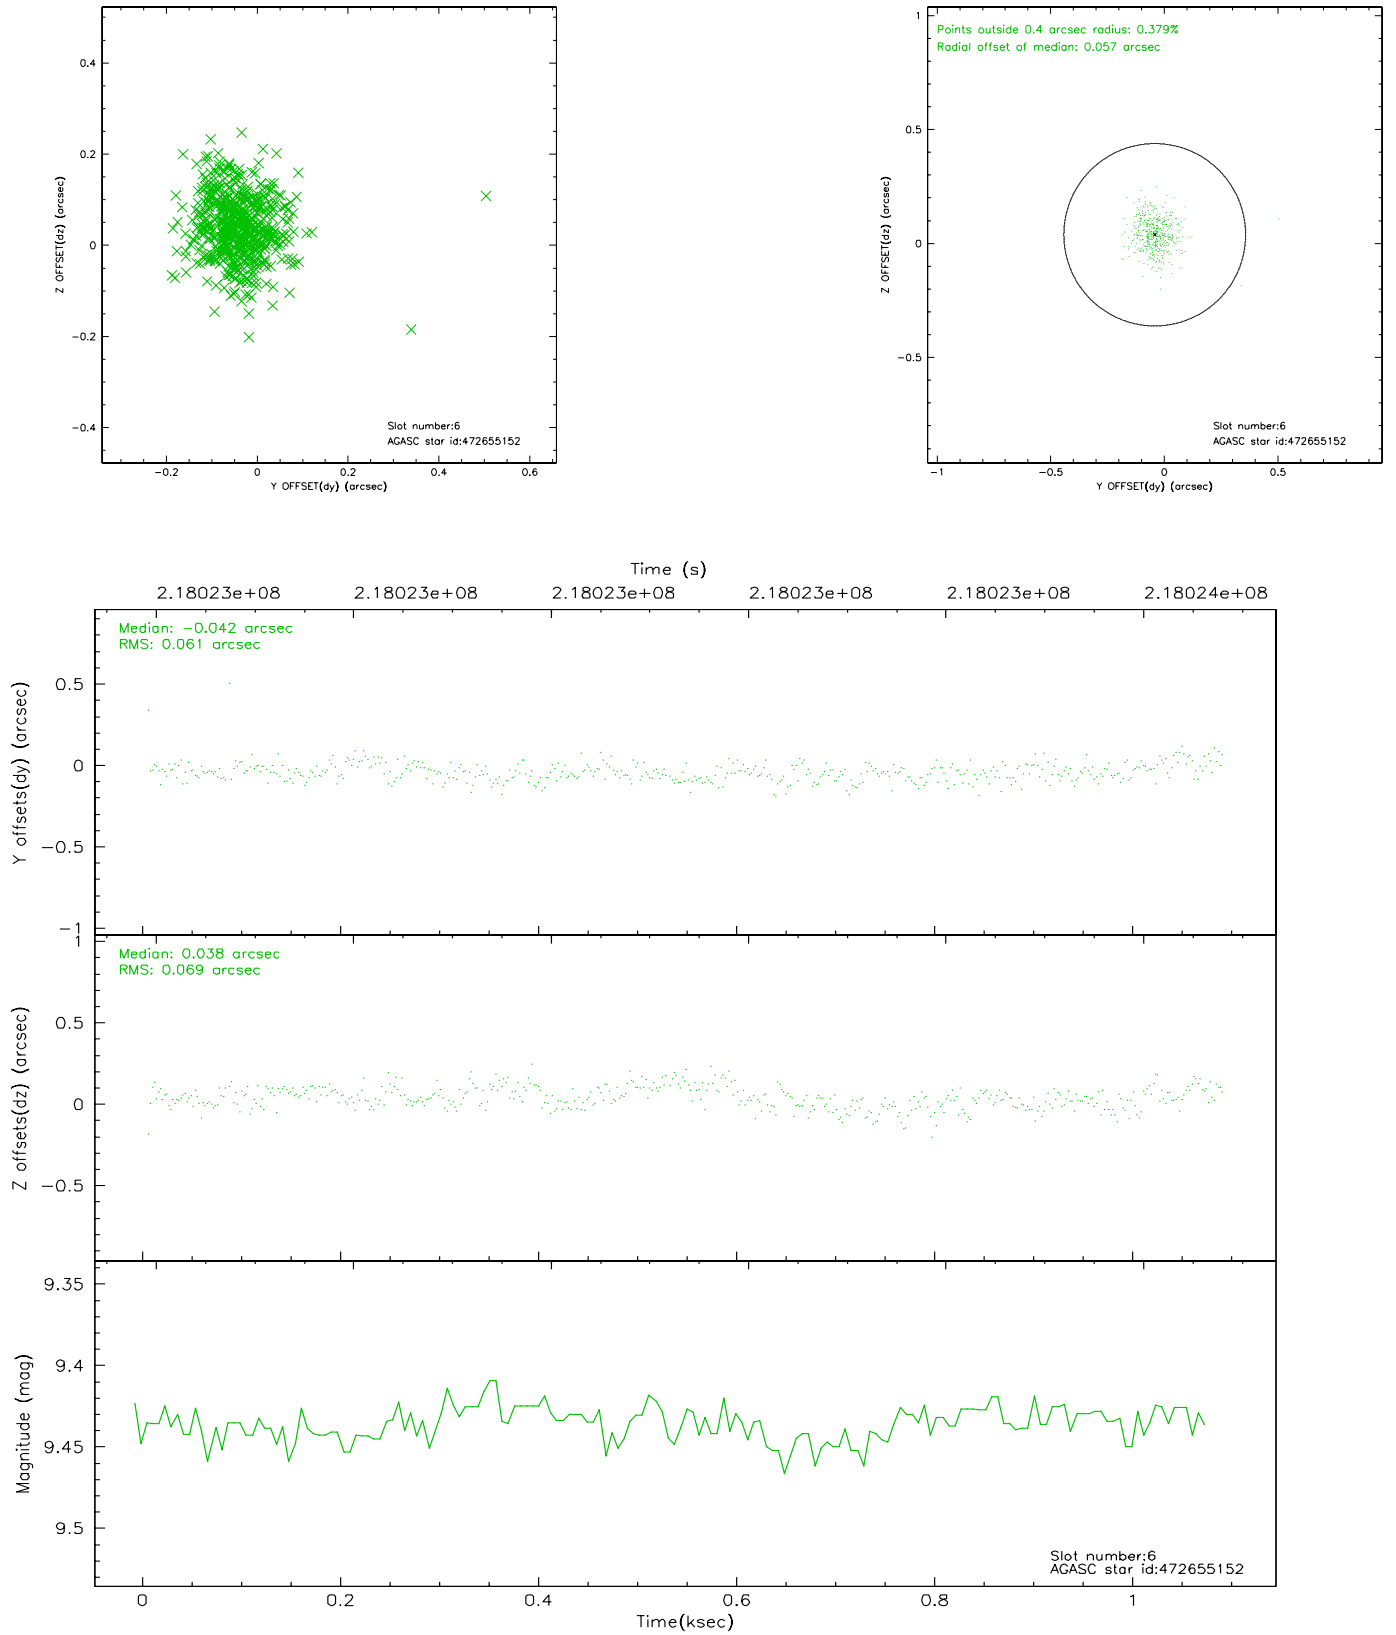 0.4
0.2
0
−0.2
−0.4
Z OFFSET(dz) (arcsec)
Slot number:6
AGASC star id:472655152
−0.2 0 0.2 0.4 0.6
Y OFFSET(dy) (arcsec)
Points outside 0.4 arcsec radius: 0.379%
Radial offset of median: 0.057 arcsec
1
0.5
0
−0.5
Z OFFSET(dz) (arcsec)
Slot number:6
AGASC star id:472655152
−1 −0.5 0 0.5
Y OFFSET(dy) (arcsec)
Time (s)
2.18023e+08 2.18023e+08 2.18023e+08 2.18023e+08 2.18023e+08 2.18024e+08
Median: −0.042 arcsec
RMS: 0.061 arcsec
0.5
0
−0.5
−1
Y offsets(dy) (arcsec)
Median: 0.038 arcsec
RMS: 0.069 arcsec
1
0.5
0
−0.5
Z offsets(dz) (arcsec)
9.35
9.4
9.45
9.5
Magnitude (mag)
Slot number:6
AGASC star id:472655152
0 0.2 0.4 0.6 0.8 1
Time(ksec)